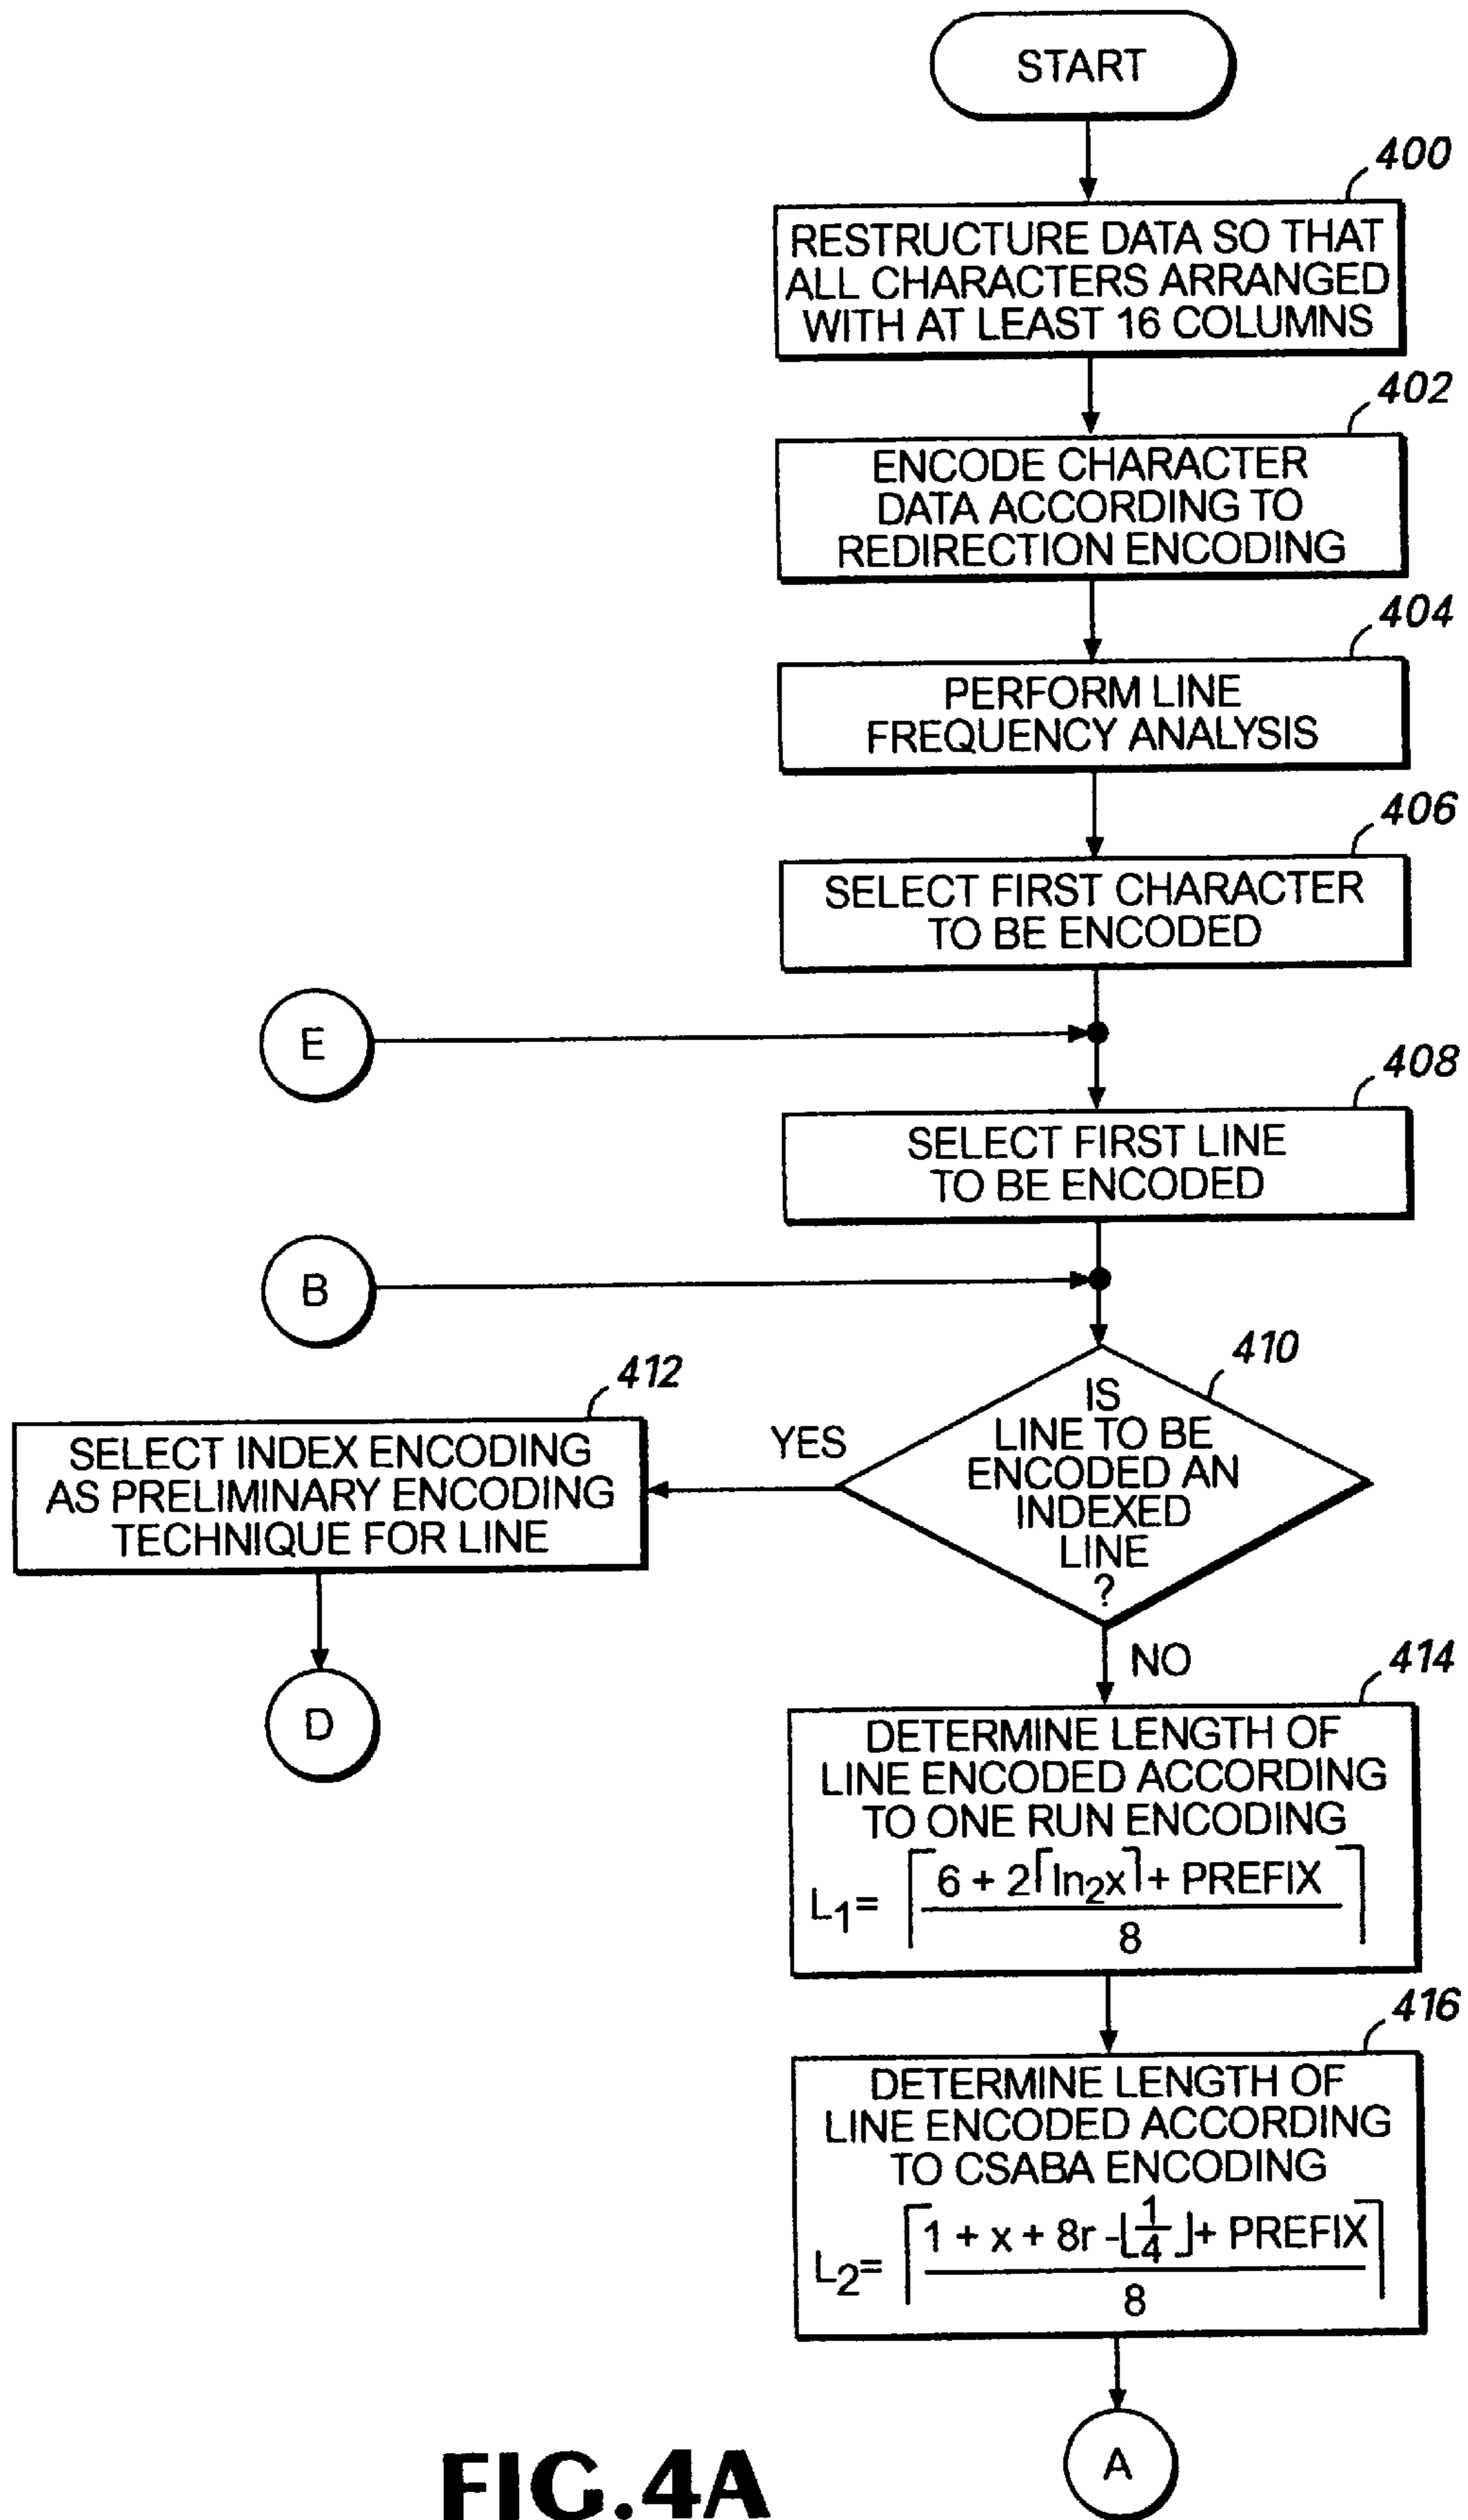 START
400
RESTRUCTURE DATA SO THAT
ALL CHARACTERS ARRANGED
WITH AT LEAST 16 COLUMNS
402
ENCODE CHARACTER
DATA ACCORDING TO
REDIRECTION ENCODING
404
PERFORM LINE
FREQUENCY ANALYSIS
406
SELECT FIRST CHARACTER
TO BE ENCODED
E
408
SELECT FIRST LINE
TO BE ENCODED
B
410
IS
LINE TO BE
ENCODED AN
INDEXED
LINE
?
YES
412
SELECT INDEX ENCODING
AS PRELIMINARY ENCODING
TECHNIQUE FOR LINE
D
NO
414
DETERMINE LENGTH OF
LINE ENCODED ACCORDING
TO ONE RUN ENCODING
L₁= ⌈(6 + 2⌈ln₂x⌉ + PREFIX)/8⌉
416
DETERMINE LENGTH OF
LINE ENCODED ACCORDING
TO CSABA ENCODING
L₂= ⌈(1 + x + 8r -⌊1/4⌋+ PREFIX)/8⌉
A
FIG.4A